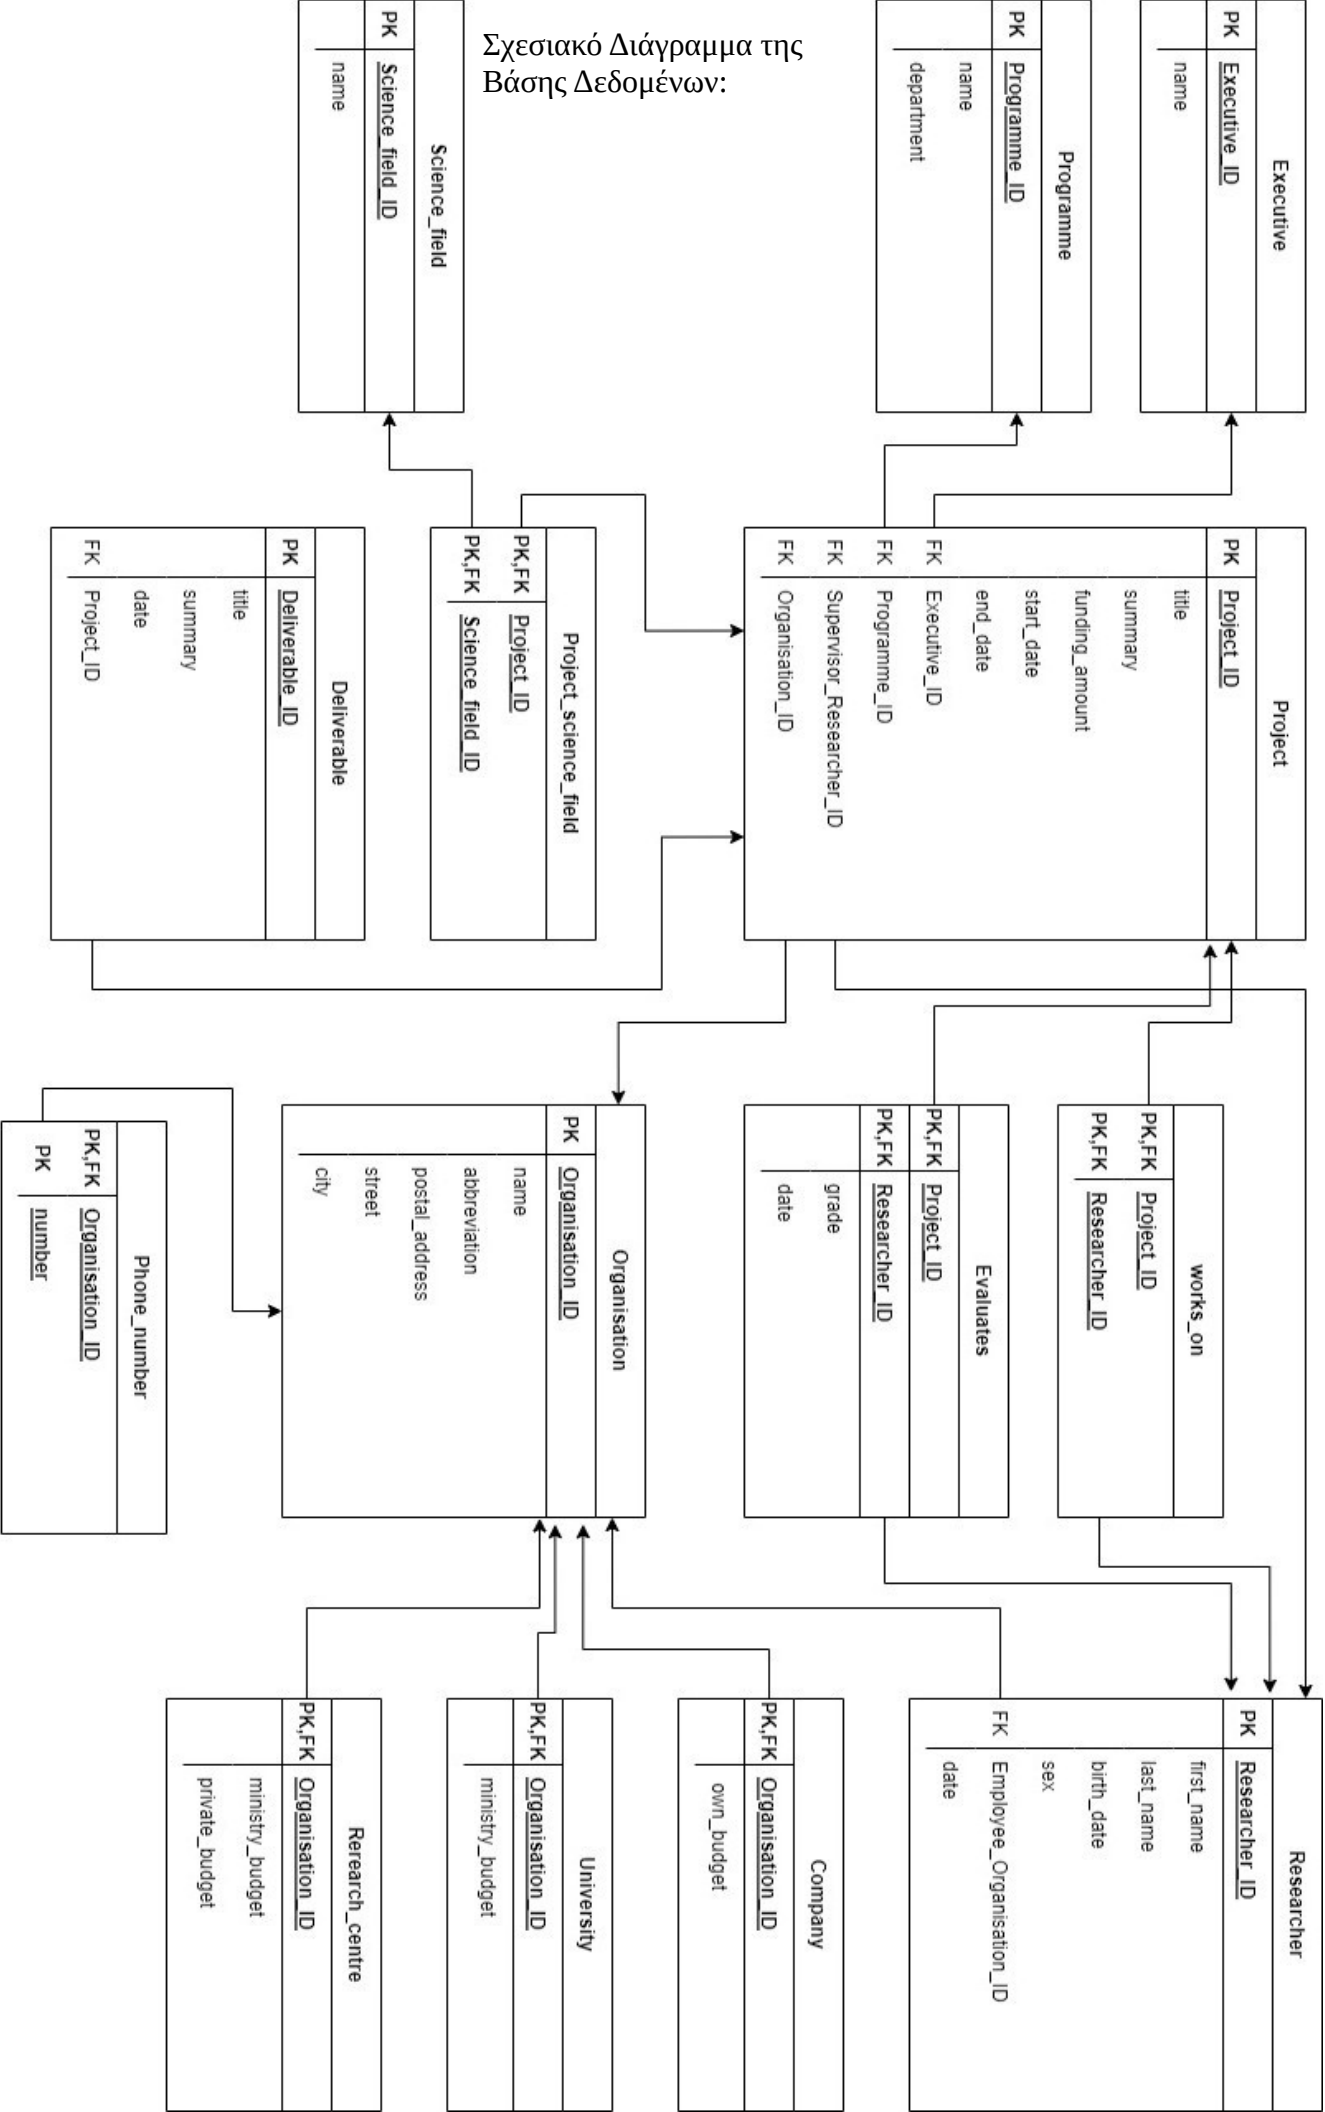 Σχεσιακό Διάγραμμα της
Βάσης Δεδομένων:
Executive
PK Executive_ID
name
Programme
PK Programme_ID
name
department
Science_field
PK Science_field_ID
name
Project
PK Project_ID
title
summary
funding_amount
start_date
end_date
FK Executive_ID
FK Programme_ID
FK Supervisor_Researcher_ID
FK Organisation_ID
Project_science_field
PK,FK Project_ID
PK,FK Science_field_ID
Deliverable
PK Deliverable_ID
title
summary
date
FK Project_ID
works_on
PK,FK Project_ID
PK,FK Researcher_ID
Evaluates
PK,FK Project_ID
PK,FK Researcher_ID
grade
date
Organisation
PK Organisation_ID
name
abbreviation
postal_address
street
city
Phone_number
PK,FK Organisation_ID
PK number
Researcher
PK Researcher_ID
first_name
last_name
birth_date
sex
FK Employee_Organisation_ID
date
Company
PK,FK Organisation_ID
own_budget
University
PK,FK Organisation_ID
ministry_budget
Rerearch_centre
PK,FK Organisation_ID
ministry_budget
private_budget